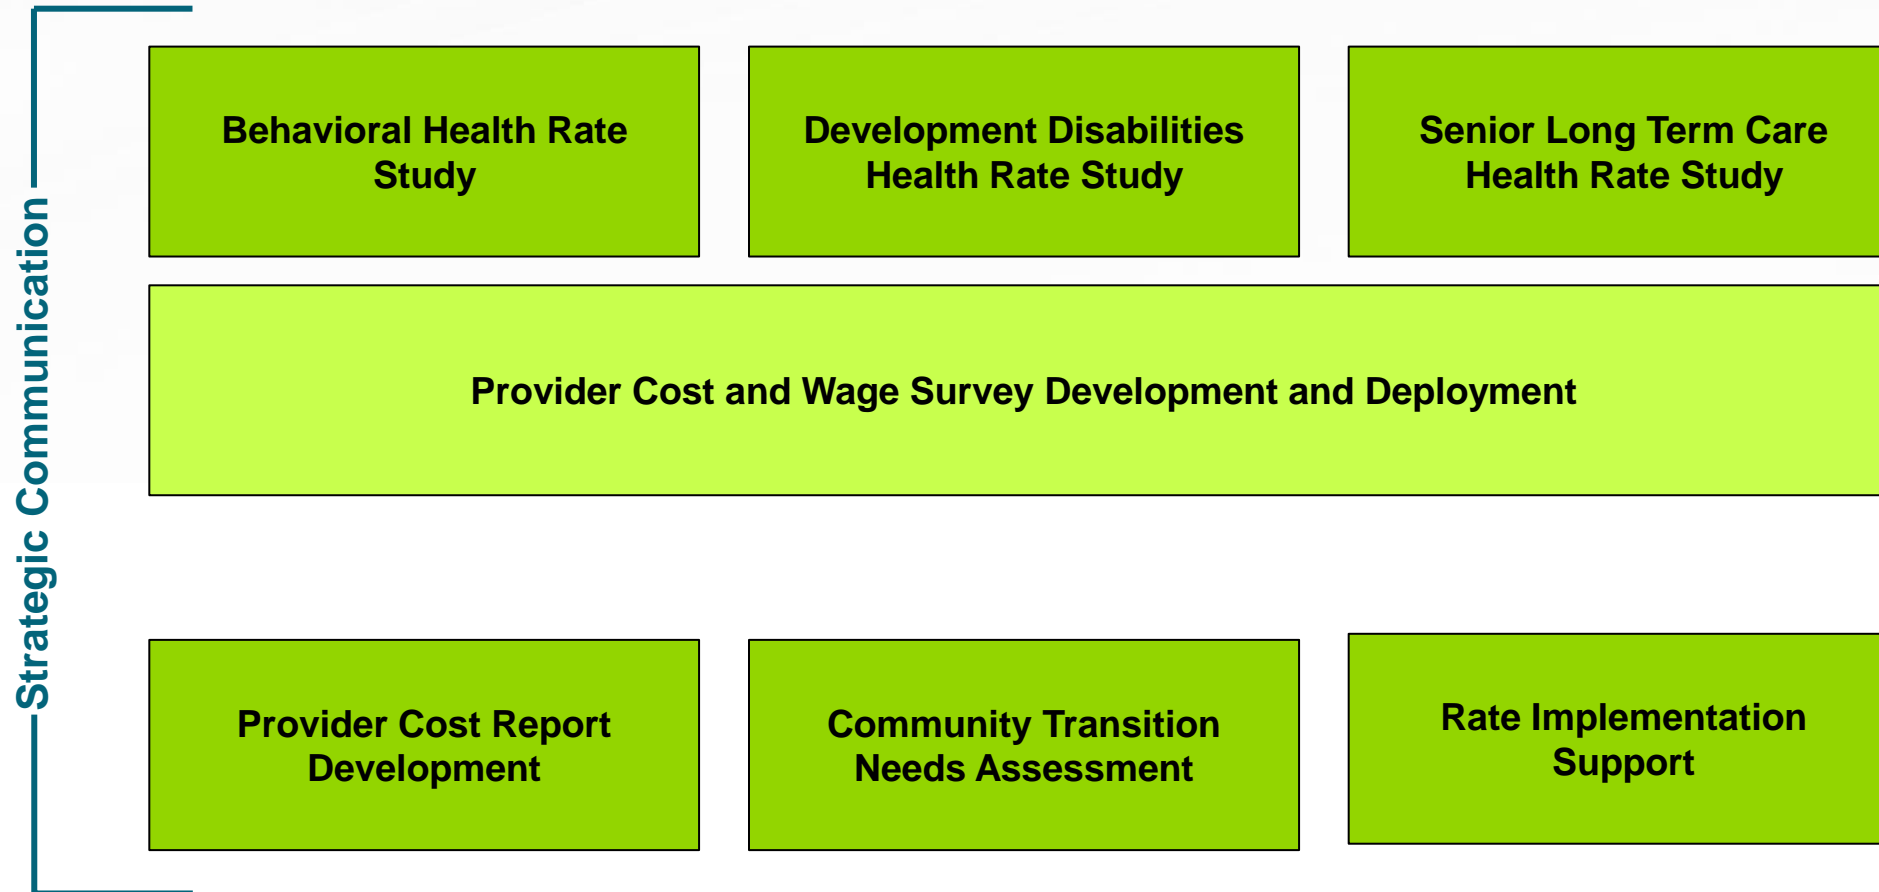 Strategic Communication
Behavioral Health Rate
Study
Development Disabilities
Health Rate Study
Senior Long Term Care
Health Rate Study
Provider Cost and Wage Survey Development and Deployment
Provider Cost Report
Development
Community Transition
Needs Assessment
Rate Implementation
Support